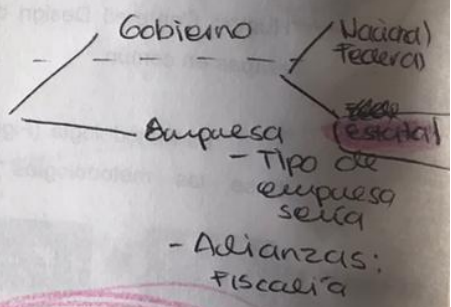 Gobierno
Nacional
Federal
(estatal)
Empresa
- Tipo de
empresa
sería
- Alianzas:
Fiscalía